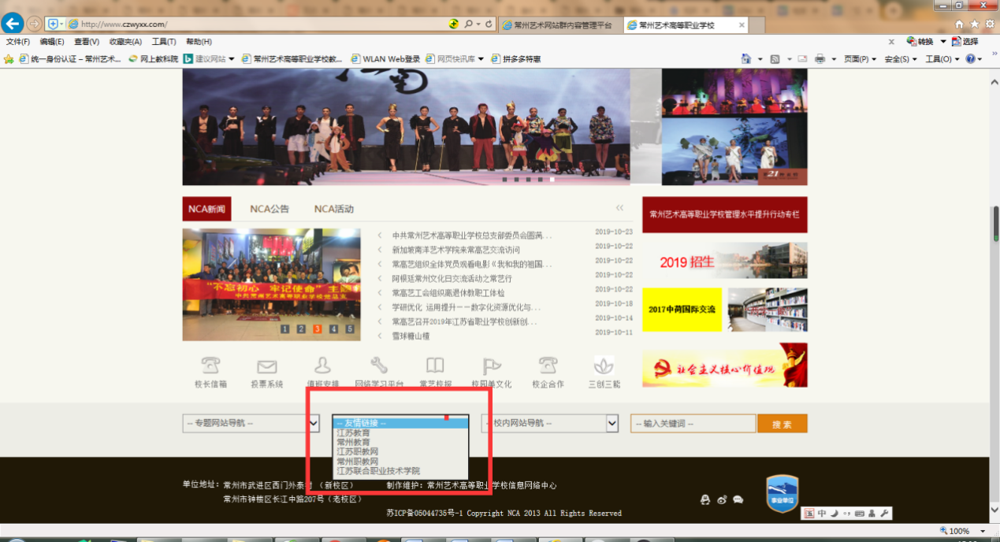 http://www.czwyxx.com/
常州艺术网站群内容管理平台
常州艺术高等职业学校
文件(F) 编辑(E) 查看(V) 收藏夹(A) 工具(T) 帮助(H)
x 转换 选择
统一身份认证 – 常州艺术... 网上教科院 建议网站 常州艺术高等职业学校教... WLAN Web登录 网页快讯库 拼多多特惠
页面(P) 安全(S) 工具(O)
NCA新闻 NCA公告 NCA活动
常州艺术高等职业学校管理水平提升行动专栏
中共常州艺术高等职业学校总支部委员会圆满... 2019-10-23
新加坡南洋艺术学院来常高艺交流访问 2019-10-22
常高艺组织全体党员观看电影《我和我的祖国... 2019-10-22
阿根廷常州文化日交流活动之常艺行 2019-10-22
常高艺工会组织离退休教职工体检 2019-10-22
学研优化 运用提升－－数字化资源优化与... 2019-10-18
常高艺召开2019年江苏省职业学校创新创... 2019-10-14
雪球糖山楂 2019-10-11
"不忘初心 牢记使命"主题
中共常州艺术高等职业学校总支
1 2 3 4 5
2019 招生
2017中荷国际交流
社会主义核心价值观
校长信箱 投票系统 值班安排 网络学习平台 常艺校报 校园美文化 校企合作 三创三能
-- 专题网站导航 --
-- 友情链接 --
江苏教育
常州教育
江苏职教网
常州职教网
江苏联合职业技术学院
-- 校内网站导航 --
-- 输入关键词 --
搜 索
单位地址：常州市武进区西门外泰 （新校区） 制作维护：常州艺术高等职业学校信息网络中心
常州市钟楼区长江中路207号（老校区）
苏ICP备05044735号-1 Copyright NCA 2013 All Rights Reserved
事业单位
中
100%